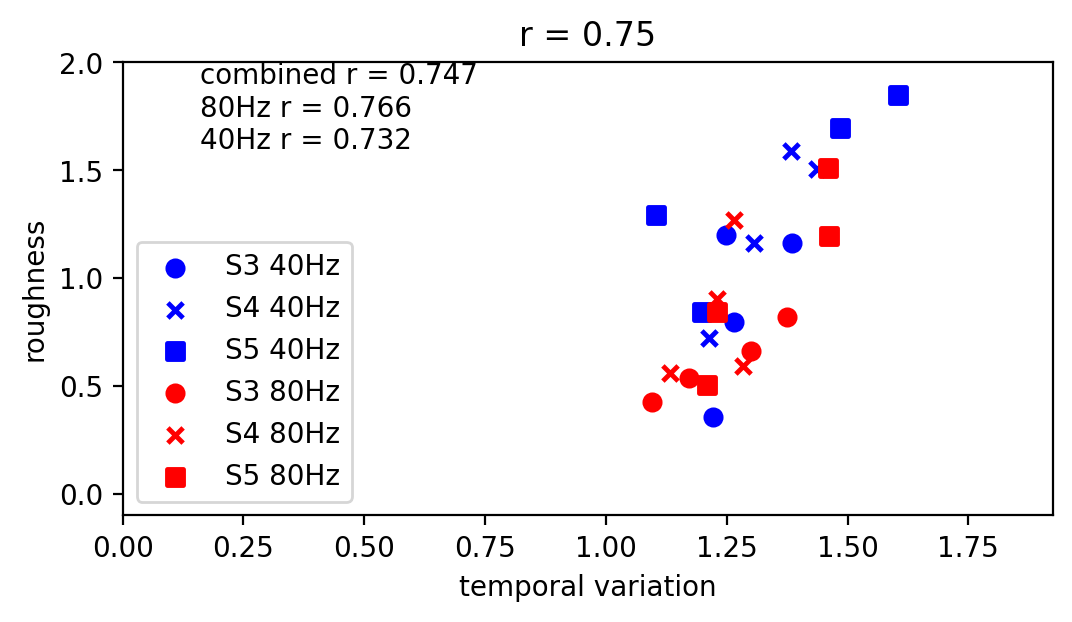 r = 0.75
combined r = 0.747
80Hz r = 0.766
40Hz r = 0.732
2.0
1.5
1.0
0.5
0.0
roughness
S3 40Hz
S4 40Hz
S5 40Hz
S3 80Hz
S4 80Hz
S5 80Hz
0.00 0.25 0.50 0.75 1.00 1.25 1.50 1.75
temporal variation